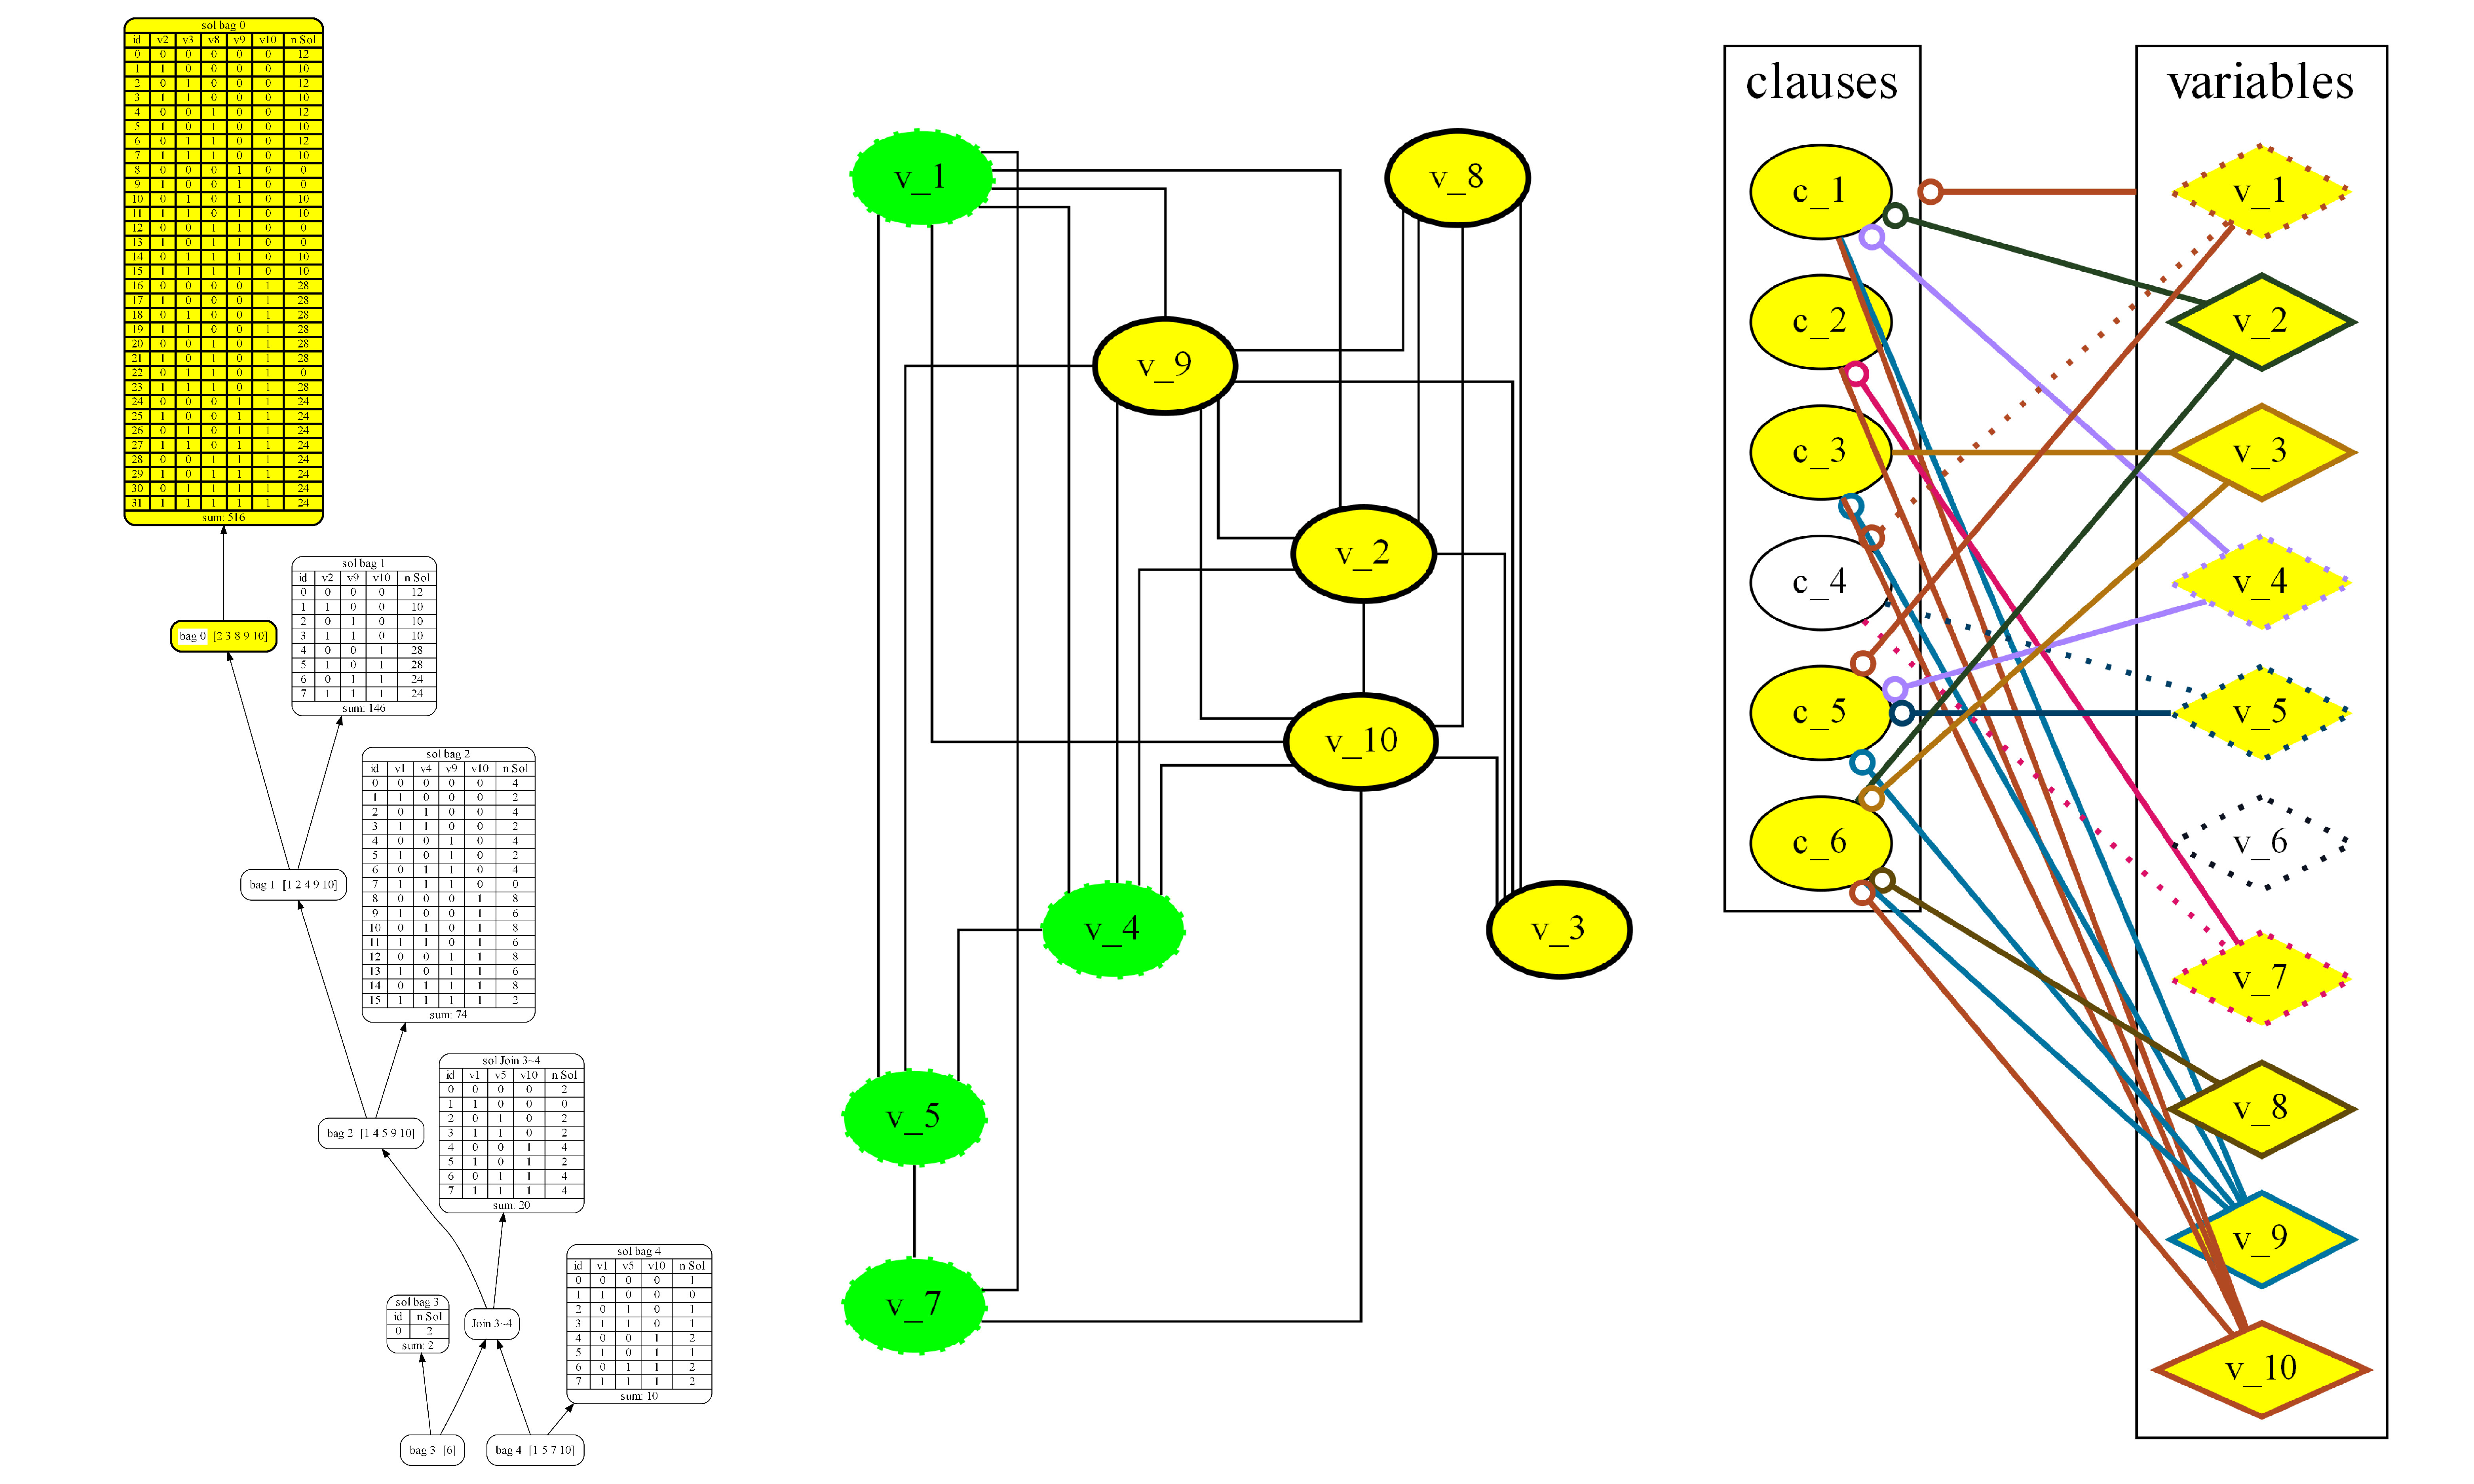 sol bag 0
id v2 v3 v8 v9 v10 n Sol
0 0 0 0 0 0 12
1 1 0 0 0 0 10
2 0 1 0 0 0 12
3 1 1 0 0 0 10
4 0 0 1 0 0 12
5 1 0 1 0 0 10
6 0 1 1 0 0 12
7 1 1 1 0 0 10
8 0 0 0 1 0 0
9 1 0 0 1 0 0
10 0 1 0 1 0 10
11 1 1 0 1 0 10
12 0 0 1 1 0 0
13 1 0 1 1 0 0
14 0 1 1 1 0 10
15 1 1 1 1 0 10
16 0 0 0 0 1 28
17 1 0 0 0 1 28
18 0 1 0 0 1 28
19 1 1 0 0 1 28
20 0 0 1 0 1 28
21 1 0 1 0 1 28
22 0 1 1 0 1 0
23 1 1 1 0 1 28
24 0 0 0 1 1 24
25 1 0 0 1 1 24
26 0 1 0 1 1 24
27 1 1 0 1 1 24
28 0 0 1 1 1 24
29 1 0 1 1 1 24
30 0 1 1 1 1 24
31 1 1 1 1 1 24
sum: 516
sol bag 1
id v2 v9 v10 n Sol
0 0 0 0 12
1 1 0 0 10
2 0 1 0 10
3 1 1 0 10
4 0 0 1 28
5 1 0 1 28
6 0 1 1 24
7 1 1 1 24
sum: 146
bag 0 [2 3 8 9 10]
sol bag 2
id v1 v4 v9 v10 n Sol
0 0 0 0 0 4
1 1 0 0 0 2
2 0 1 0 0 4
3 1 1 0 0 2
4 0 0 1 0 4
5 1 0 1 0 2
6 0 1 1 0 4
7 1 1 1 0 0
8 0 0 0 1 8
9 1 0 0 1 6
10 0 1 0 1 8
11 1 1 0 1 6
12 0 0 1 1 8
13 1 0 1 1 6
14 0 1 1 1 8
15 1 1 1 1 2
sum: 74
bag 1 [1 2 4 9 10]
sol Join 3~4
id v1 v5 v10 n Sol
0 0 0 0 2
1 1 0 0 0
2 0 1 0 2
3 1 1 0 2
4 0 0 1 4
5 1 0 1 2
6 0 1 1 4
7 1 1 1 4
sum: 20
bag 2 [1 4 5 9 10]
sol bag 4
id v1 v5 v10 n Sol
0 0 0 0 1
1 1 0 0 0
2 0 1 0 1
3 1 1 0 1
4 0 0 1 2
5 1 0 1 1
6 0 1 1 2
7 1 1 1 2
sum: 10
sol bag 3
id n Sol
0 2
sum: 2
Join 3~4
bag 3 [6]
bag 4 [1 5 7 10]
v_1
v_8
v_9
v_2
v_10
v_4
v_3
v_5
v_7
clauses
c_1
c_2
c_3
c_4
c_5
c_6
variables
v_1
v_2
v_3
v_4
v_5
v_6
v_7
v_8
v_9
v_10